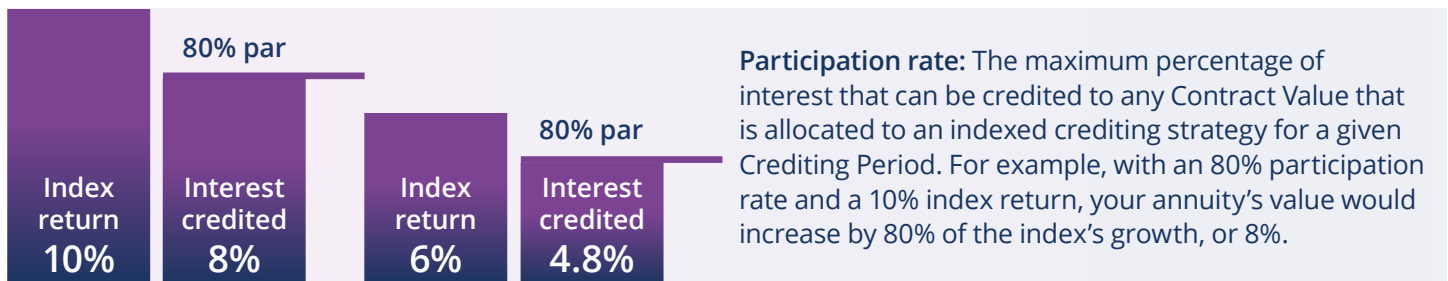 80% par
Index
return
10%
Interest
credited
8%
80% par
Index
return
6%
Interest
credited
4.8%
Participation rate: The maximum percentage of
interest that can be credited to any Contract Value that
is allocated to an indexed crediting strategy for a given
Crediting Period. For example, with an 80% participation
rate and a 10% index return, your annuity’s value would
increase by 80% of the index’s growth, or 8%.